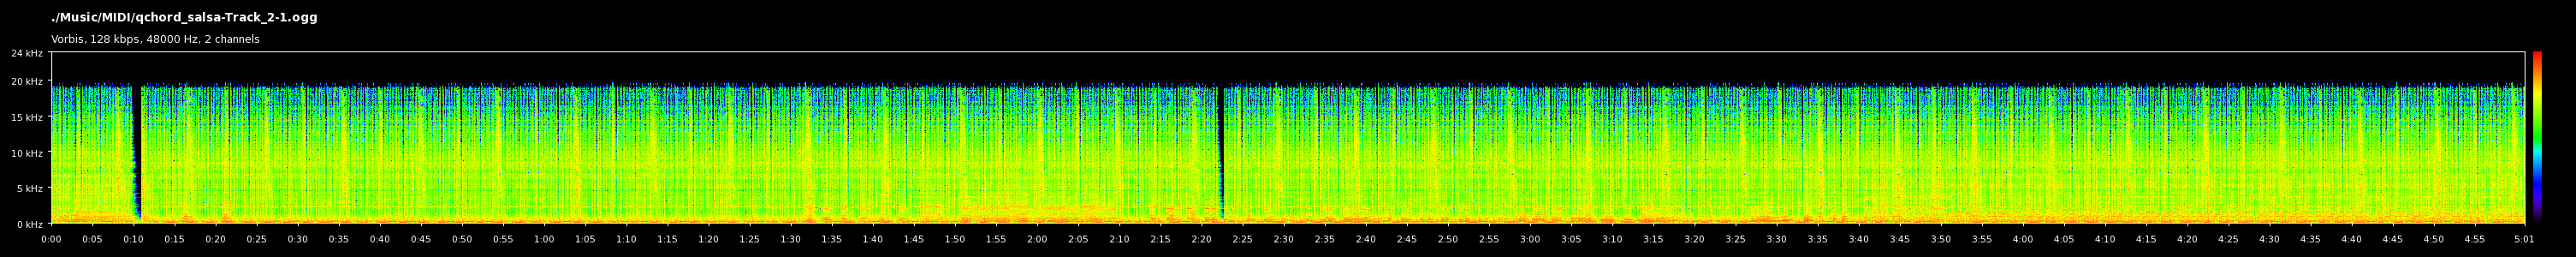 ./Music/MIDI/qchord_salsa-Track_2-1.ogg
Vorbis, 128 kbps, 48000 Hz, 2 channels
24 kHz
20 kHz
15 kHz
10 kHz
5 kHz
0 kHz
0:00 0:05 0:10 0:15 0:20 0:25 0:30 0:35 0:40 0:45 0:50 0:55 1:00 1:05 1:10 1:15 1:20 1:25 1:30 1:35 1:40 1:45 1:50 1:55 2:00 2:05 2:10 2:15 2:20 2:25 2:30 2:35 2:40 2:45 2:50 2:55 3:00 3:05 3:10 3:15 3:20 3:25 3:30 3:35 3:40 3:45 3:50 3:55 4:00 4:05 4:10 4:15 4:20 4:25 4:30 4:35 4:40 4:45 4:50 4:55 5:01